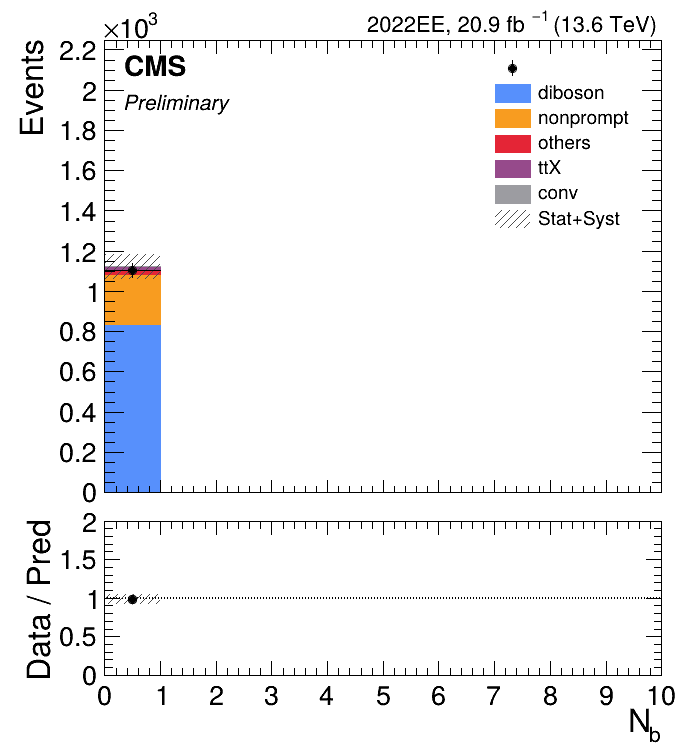 ×10³
2022EE, 20.9 fb⁻¹ (13.6 TeV)
Events
CMS
Preliminary
diboson
nonprompt
others
ttX
conv
Stat+Syst
2.2
2
1.8
1.6
1.4
1.2
1
0.8
0.6
0.4
0.2
0
Data / Pred
2
1.5
1
0.5
0
0 1 2 3 4 5 6 7 8 9 10
N_b